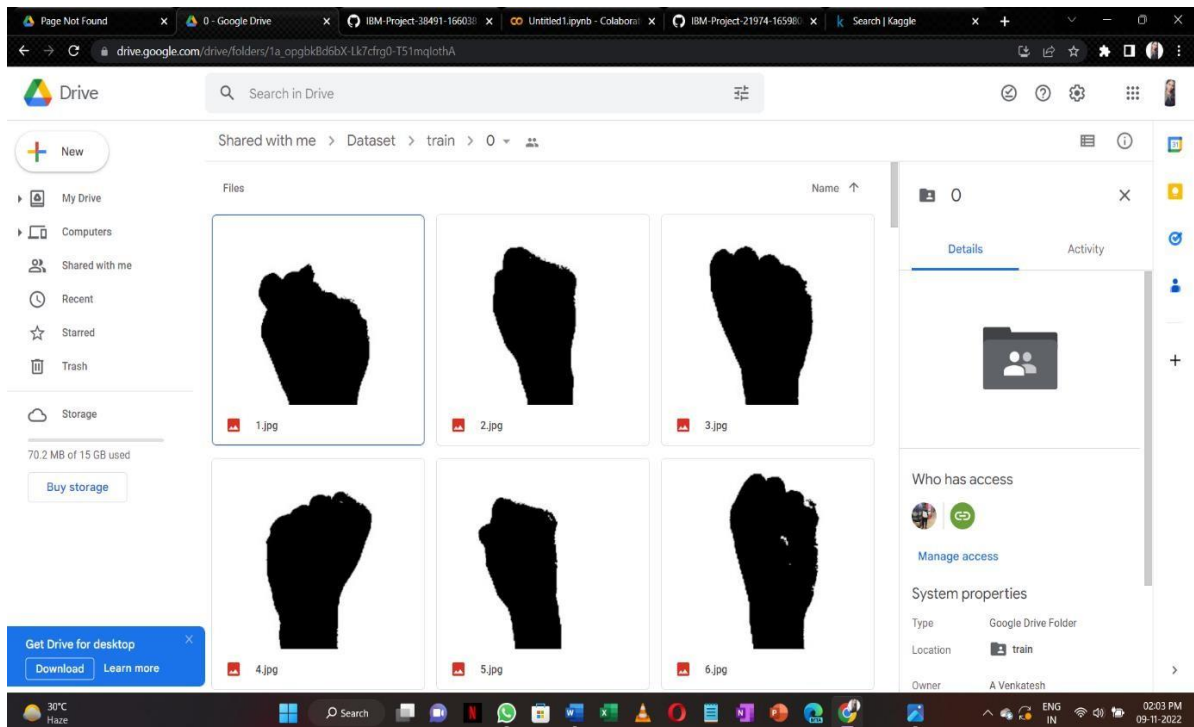 Page Not Found
0 - Google Drive
IBM-Project-38491-166038
Untitled1.ipynb - Colaborat
IBM-Project-21974-165980
Search | Kaggle
drive.google.com/drive/folders/1a_opgbkBd6bX-Lk7cfrg0-T51mqIothA
Drive
Search in Drive
New
My Drive
Computers
Shared with me
Recent
Starred
Trash
Storage
70.2 MB of 15 GB used
Buy storage
Get Drive for desktop
Download Learn more
Shared with me > Dataset > train > 0
Files Name
1.jpg 2.jpg 3.jpg
4.jpg 5.jpg 6.jpg
0
Details Activity
Who has access
Manage access
System properties
Type Google Drive Folder
Location train
Owner A Venkatesh
31
30°C
Haze
Search
ENG
IN
02:03 PM
09-11-2022